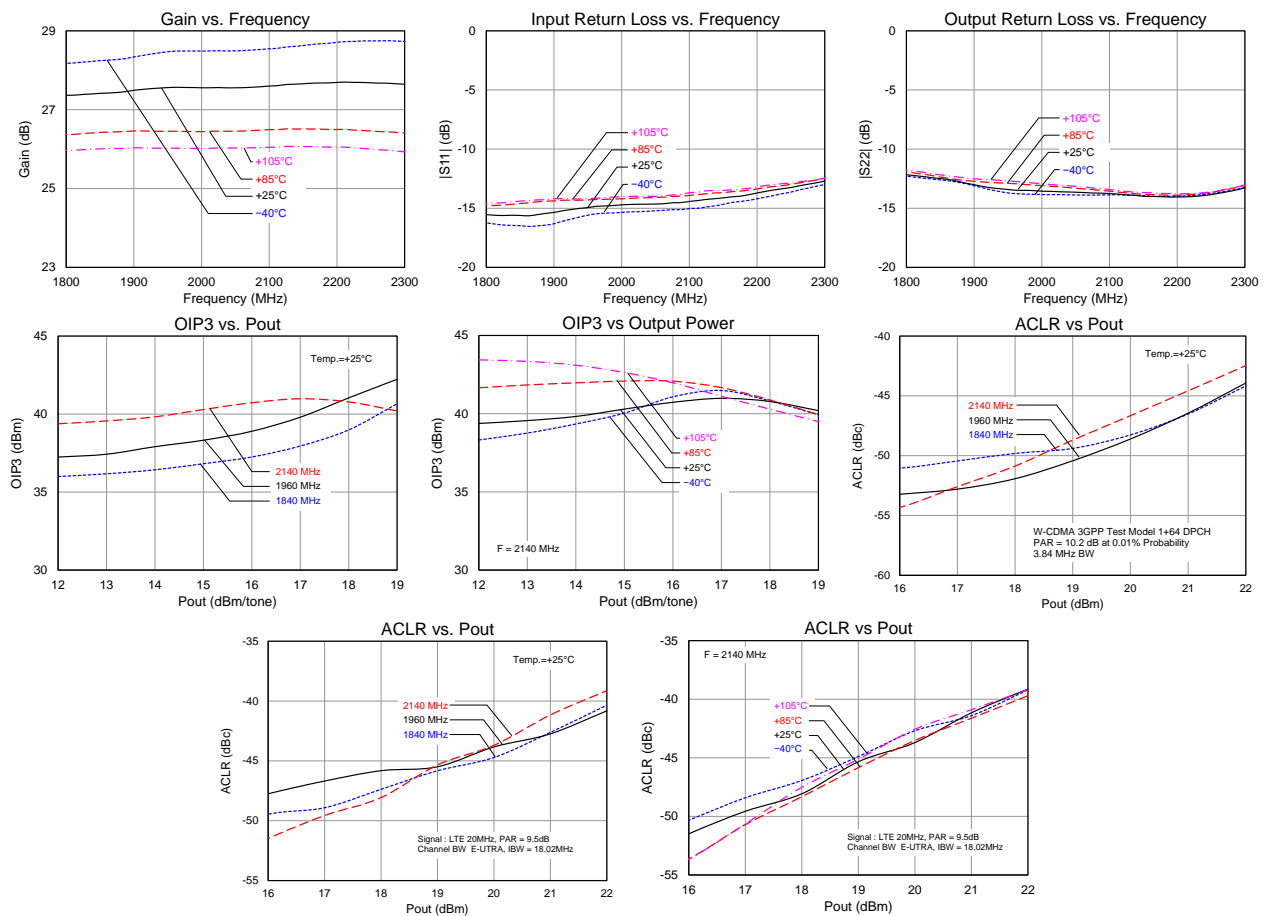 Gain vs. Frequency
29
27
25
23
Gain (dB)
+105°C
+85°C
+25°C
−40°C
1800
1900
2000
2100
2200
2300
Frequency (MHz)
Input Return Loss vs. Frequency
0
-5
-10
-15
-20
|S11| (dB)
+105°C
+85°C
+25°C
−40°C
1800
1900
2000
2100
2200
2300
Frequency (MHz)
Output Return Loss vs. Frequency
0
-5
-10
-15
-20
|S22| (dB)
+105°C
+85°C
+25°C
−40°C
1800
1900
2000
2100
2200
2300
Frequency (MHz)
OIP3 vs. Pout
45
40
35
30
OIP3 (dBm)
Temp.=+25°C
2140 MHz
1960 MHz
1840 MHz
12
13
14
15
16
17
18
19
Pout (dBm/tone)
OIP3 vs Output Power
45
40
35
30
OIP3 (dBm)
+105°C
+85°C
+25°C
−40°C
F = 2140 MHz
12
13
14
15
16
17
18
19
Pout (dBm/tone)
ACLR vs Pout
-40
-45
-50
-55
-60
ACLR (dBc)
Temp.=+25°C
2140 MHz
1960 MHz
1840 MHz
W-CDMA 3GPP Test Model 1+64 DPCH
PAR = 10.2 dB at 0.01% Probability
3.84 MHz BW
16
17
18
19
20
21
22
Pout (dBm)
ACLR vs. Pout
-35
-40
-45
-50
-55
ACLR (dBc)
Temp.=+25°C
2140 MHz
1960 MHz
1840 MHz
Signal : LTE 20MHz, PAR = 9.5dB
Channel BW E-UTRA, IBW = 18.02MHz
16
17
18
19
20
21
22
Pout (dBm)
ACLR vs Pout
-35
-40
-45
-50
-55
ACLR (dBc)
F = 2140 MHz
+105°C
+85°C
+25°C
−40°C
Signal : LTE 20MHz, PAR = 9.5dB
Channel BW E-UTRA, IBW = 18.02MHz
16
17
18
19
20
21
22
Pout (dBm)